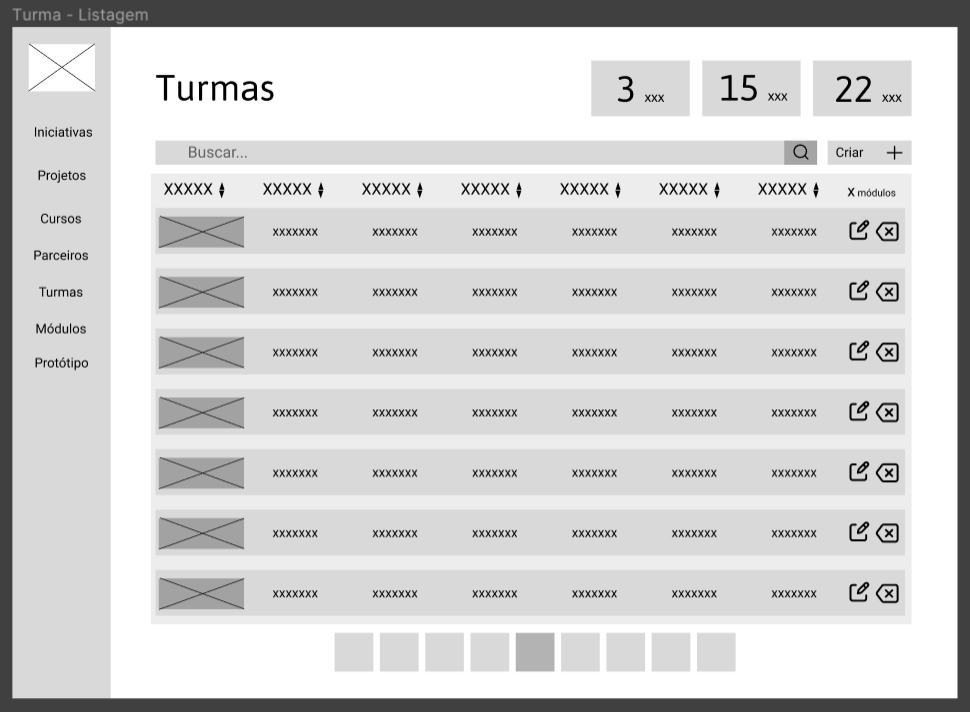 Turma - Listagem
Iniciativas
Projetos
Cursos
Parceiros
Turmas
Módulos
Protótipo
Turmas
3 xxx
15 xxx
22 xxx
Buscar...
Criar
XXXXX XXXXX XXXXX XXXXX XXXXX XXXXX XXXXX X módulos
xxxxxxx xxxxxxx xxxxxxx xxxxxxx xxxxxxx xxxxxxx
xxxxxxx xxxxxxx xxxxxxx xxxxxxx xxxxxxx xxxxxxx
xxxxxxx xxxxxxx xxxxxxx xxxxxxx xxxxxxx xxxxxxx
xxxxxxx xxxxxxx xxxxxxx xxxxxxx xxxxxxx xxxxxxx
xxxxxxx xxxxxxx xxxxxxx xxxxxxx xxxxxxx xxxxxxx
xxxxxxx xxxxxxx xxxxxxx xxxxxxx xxxxxxx xxxxxxx
xxxxxxx xxxxxxx xxxxxxx xxxxxxx xxxxxxx xxxxxxx